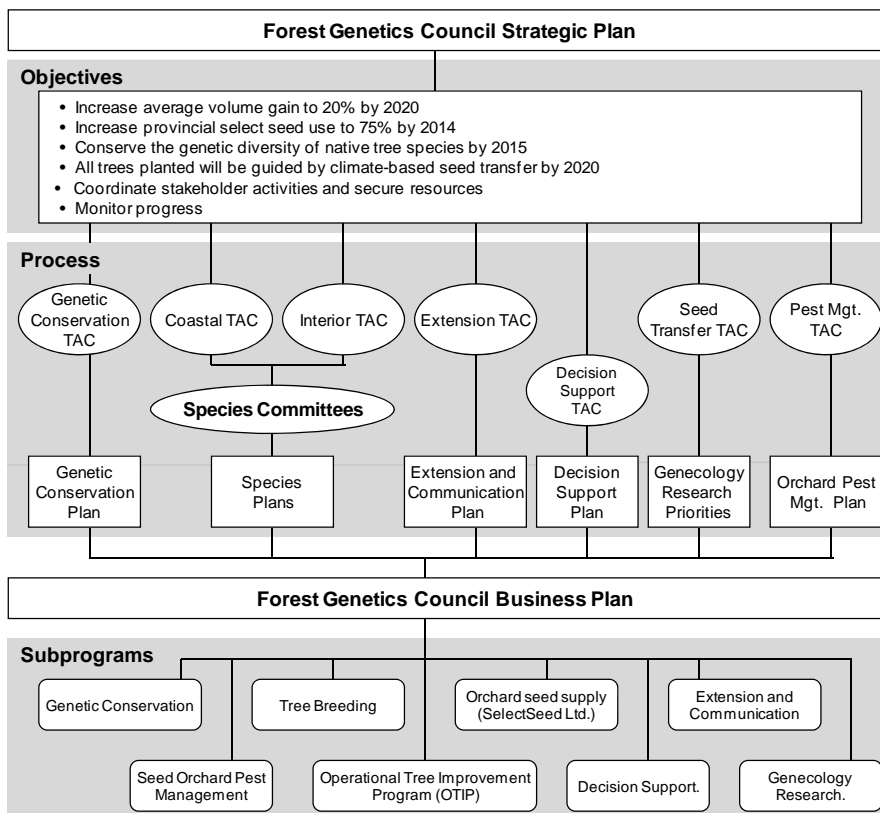 Forest Genetics Council Strategic Plan
Objectives
• Increase average volume gain to 20% by 2020
• Increase provincial select seed use to 75% by 2014
• Conserve the genetic diversity of native tree species by 2015
• All trees planted will be guided by climate-based seed transfer by 2020
• Coordinate stakeholder activities and secure resources
• Monitor progress
Process
Genetic
Conservation
TAC
Coastal TAC
Interior TAC
Extension TAC
Decision
Support
TAC
Seed
Transfer TAC
Pest Mgt.
TAC
Species Committees
Genetic
Conservation
Plan
Species
Plans
Extension and
Communication
Plan
Decision
Support
Plan
Genecology
Research
Priorities
Orchard Pest
Mgt. Plan
Forest Genetics Council Business Plan
Subprograms
Genetic Conservation
Tree Breeding
Orchard seed supply
(SelectSeed Ltd.)
Extension and
Communication
Seed Orchard Pest
Management
Operational Tree Improvement
Program (OTIP)
Decision Support.
Genecology
Research.